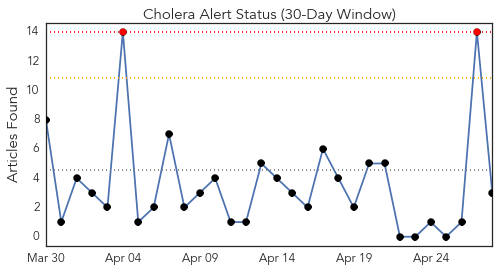 Cholera Alert Status (30-Day Window)
Articles Found
14
12
10
8
6
4
2
0
Mar 30 Apr 04 Apr 09 Apr 14 Apr 19 Apr 24